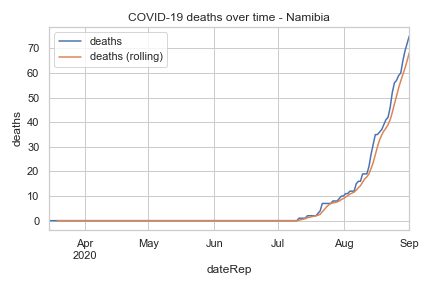 COVID-19 deaths over time - Namibia
deaths
deaths (rolling)
70
60
50
40
30
20
10
0
deaths
Apr
2020
May
Jun
Jul
Aug
Sep
dateRep